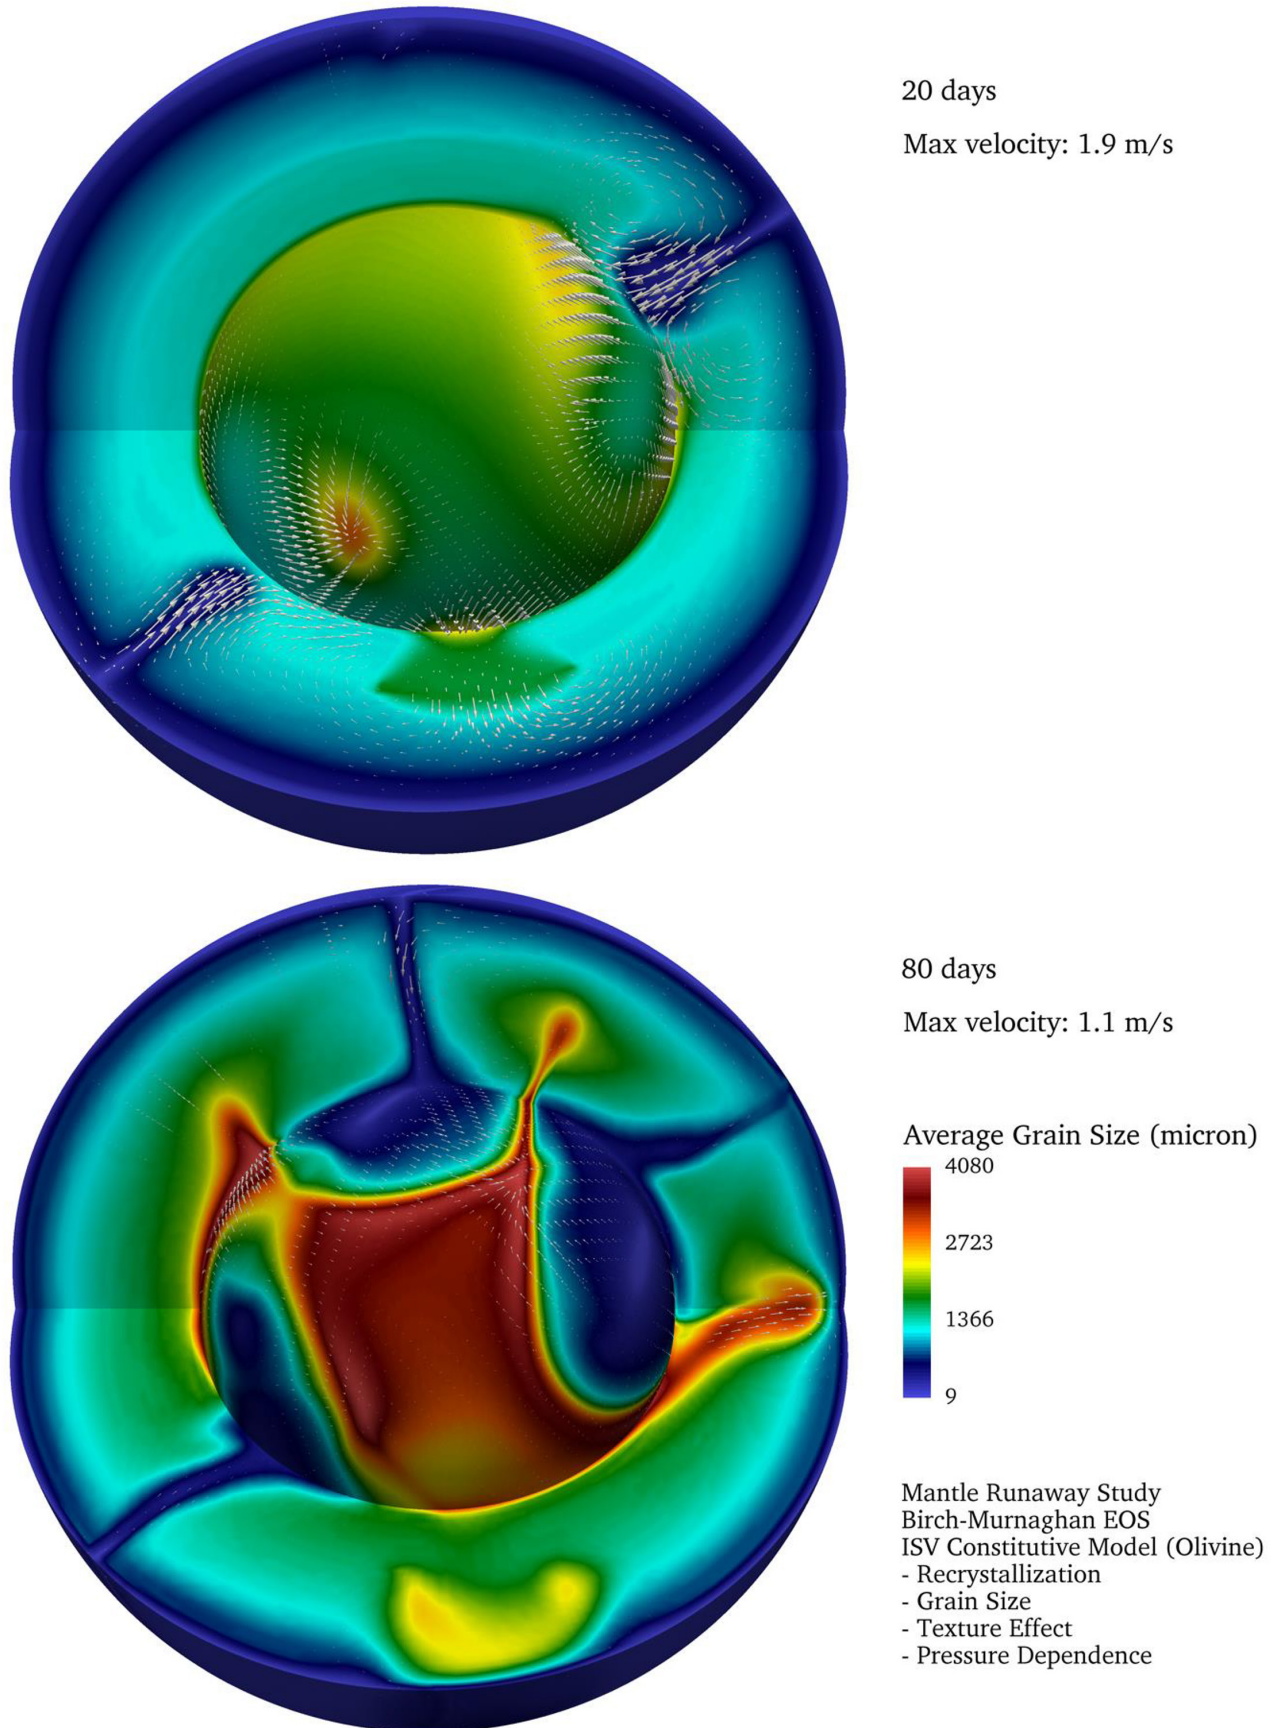 20 days
Max velocity: 1.9 m/s
80 days
Max velocity: 1.1 m/s
Average Grain Size (micron)
4080
2723
1366
9
Mantle Runaway Study
Birch-Murnaghan EOS
ISV Constitutive Model (Olivine)
- Recrystallization
- Grain Size
- Texture Effect
- Pressure Dependence